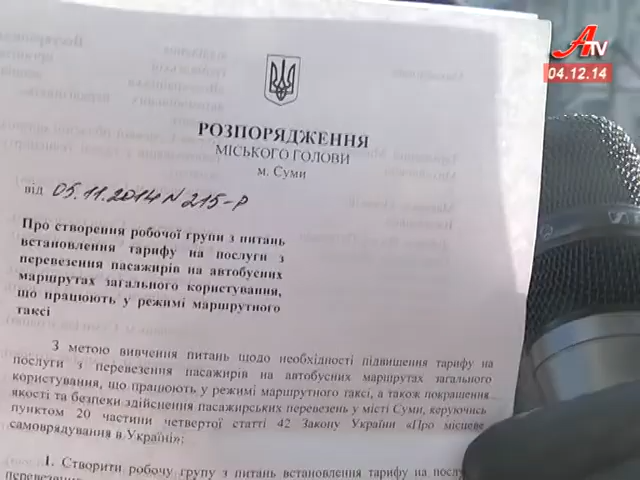 ATV
04.12.14
РОЗПОРЯДЖЕННЯ
МІСЬКОГО ГОЛОВИ
м. Суми
від 05.11.2014 N 215-Р
Про створення робочої групи з питань
встановлення тарифу на послуги з
перевезення пасажирів на автобусних
маршрутах загального користування,
що працюють у режимі маршрутного
таксі
З метою вивчення питань щодо необхідності підвищення тарифу на
послуги з перевезення пасажирів на автобусних маршрутах загального
користування, що працюють у режимі маршрутного таксі, а також покращення
якості та безпеки здійснення пасажирських перевезень у місті Суми, керуючись
пунктом 20 частини четвертої статті 42 Закону України «Про місцеве
самоврядування в Україні»:
1. Створити робочу групу з питань встановлення тарифу на
перевезення